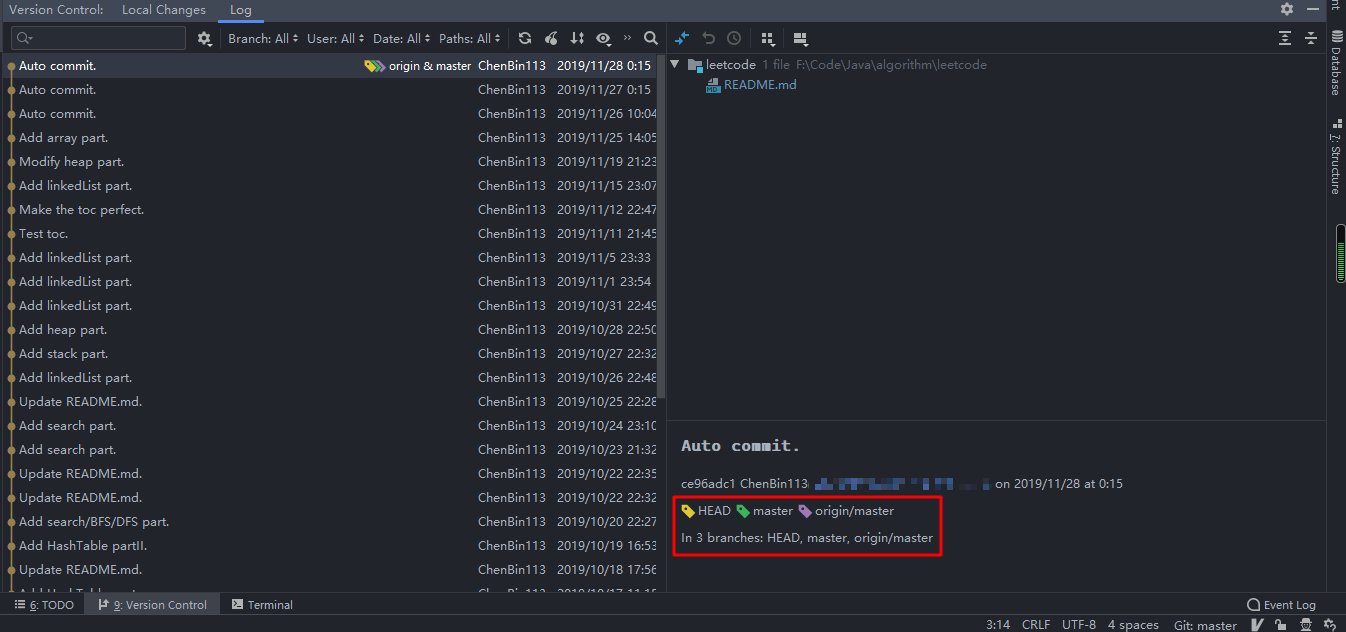 Version Control: Local Changes Log
Branch: All User: All Date: All Paths: All
Auto commit. origin & master ChenBin113 2019/11/28 0:15
Auto commit. ChenBin113 2019/11/27 0:15
Auto commit. ChenBin113 2019/11/26 10:04
Add array part. ChenBin113 2019/11/25 14:05
Modify heap part. ChenBin113 2019/11/19 21:23
Add linkedList part. ChenBin113 2019/11/15 23:07
Make the toc perfect. ChenBin113 2019/11/12 22:47
Test toc. ChenBin113 2019/11/11 21:45
Add linkedList part. ChenBin113 2019/11/5 23:33
Add linkedList part. ChenBin113 2019/11/1 23:54
Add linkedList part. ChenBin113 2019/10/31 22:49
Add heap part. ChenBin113 2019/10/28 22:50
Add stack part. ChenBin113 2019/10/27 22:32
Add linkedList part. ChenBin113 2019/10/26 22:48
Update README.md. ChenBin113 2019/10/25 22:28
Add search part. ChenBin113 2019/10/24 23:10
Add search part. ChenBin113 2019/10/23 21:32
Update README.md. ChenBin113 2019/10/22 22:35
Update README.md. ChenBin113 2019/10/22 22:32
Add search/BFS/DFS part. ChenBin113 2019/10/20 22:27
Add HashTable partII. ChenBin113 2019/10/19 16:53
Update README.md. ChenBin113 2019/10/18 17:56
leetcode 1 file F:\Code\Java\algorithm\leetcode
MD README.md
Auto commit.
ce96adc1 ChenBin113 on 2019/11/28 at 0:15
HEAD master origin/master
In 3 branches: HEAD, master, origin/master
Database
7: Structure
6: TODO 9: Version Control Terminal Event Log
3:14 CRLF UTF-8 4 spaces Git: master